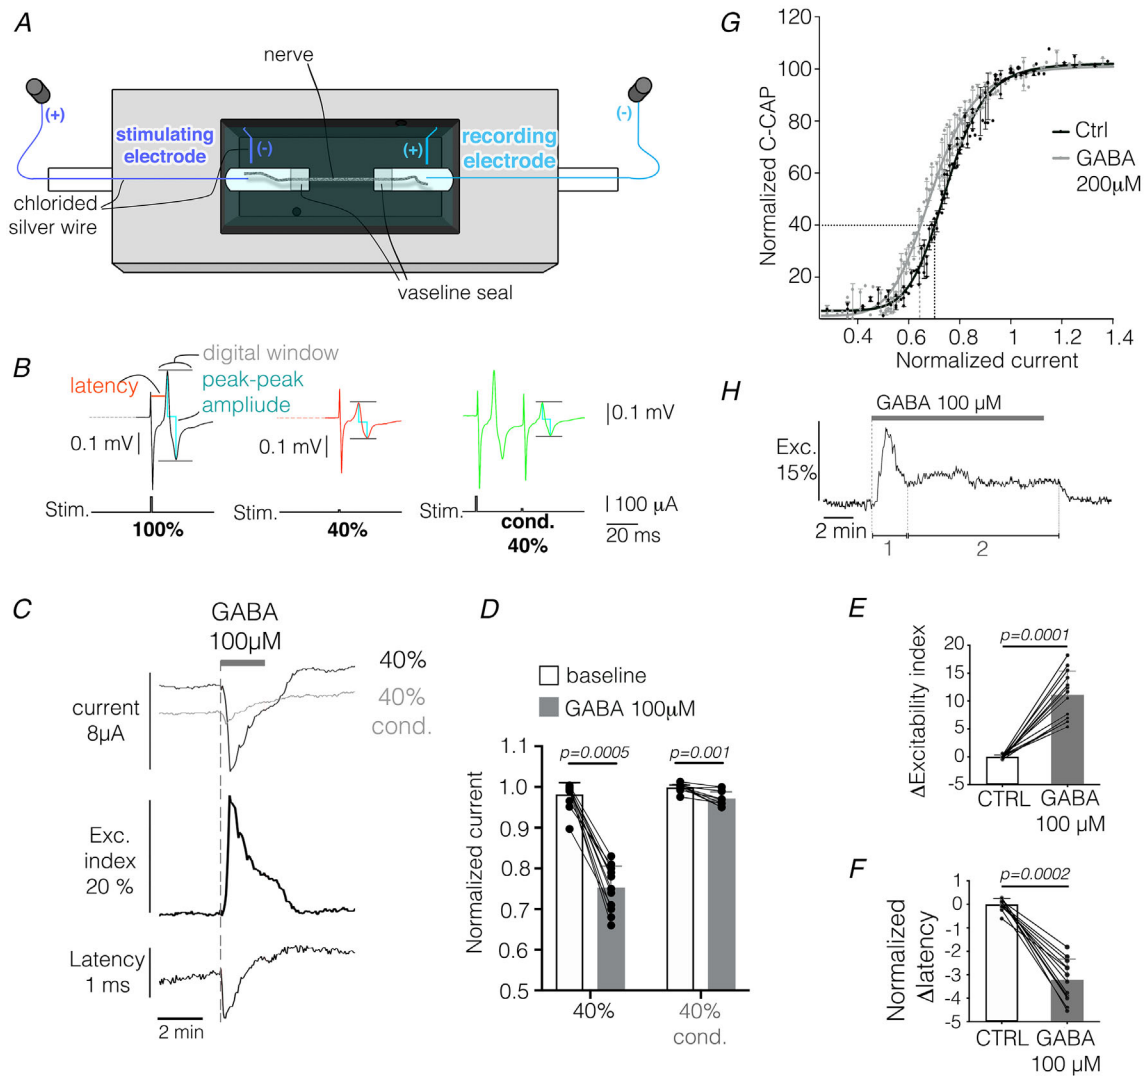 A
nerve
(+)
(-)
stimulating
electrode
(-)
(+)
recording
electrode
chlorided
silver wire
vaseline seal
B
digital window
latency
peak-peak
ampliude
0.1 mV
0.1 mV
0.1 mV
Stim.
100%
Stim.
40%
Stim.
cond.
40%
100 µA
20 ms
C
GABA
100µM
40%
40%
cond.
current
8µA
Exc.
index
20 %
Latency
1 ms
2 min
D
baseline
GABA 100µM
p=0.0005
p=0.001
Normalized current
1.1
1.0
0.9
0.8
0.7
0.6
0.5
40%
40%
cond.
G
Normalized C-CAP
120
100
80
60
40
20
Ctrl
GABA
200µM
0.4
0.6
0.8
1
1.2
1.4
Normalized current
H
GABA 100 µM
Exc.
15%
2 min
1
2
E
p=0.0001
ΔExcitability index
20
15
10
5
0
-5
CTRL
GABA
100 µM
F
p=0.0002
Normalized
Δlatency
1
0
-1
-2
-3
-4
-5
CTRL
GABA
100 µM